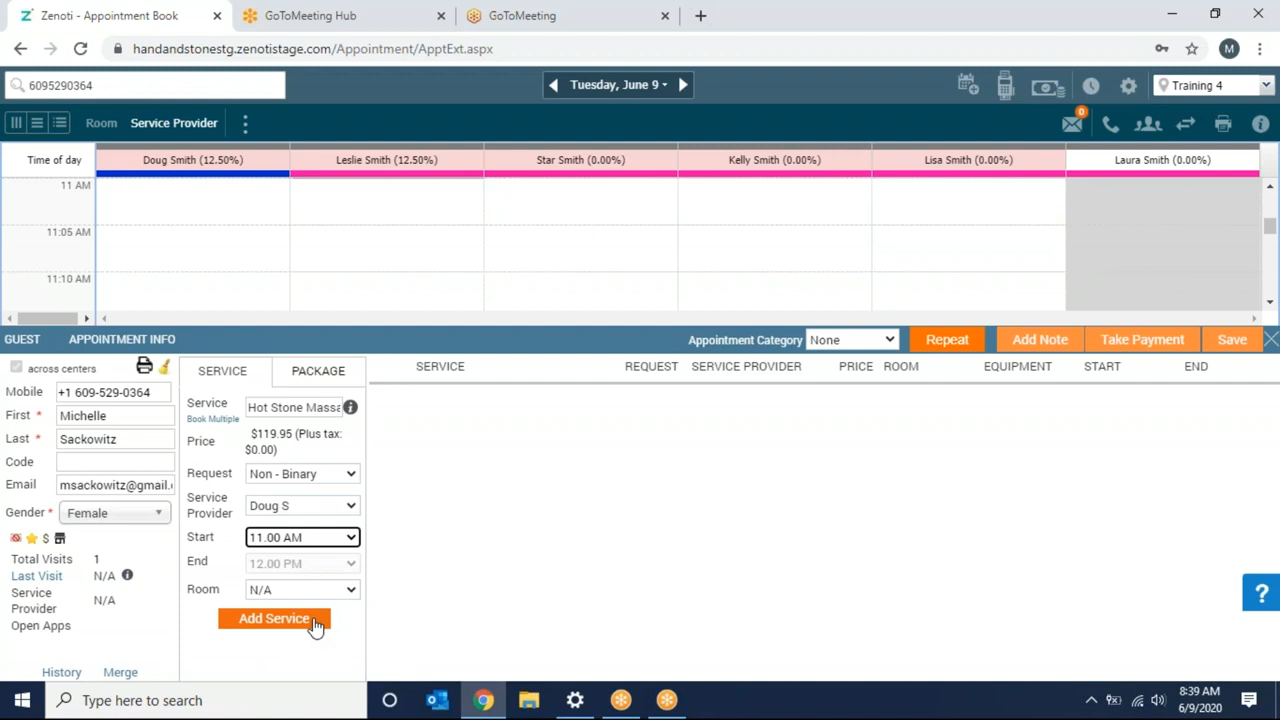 Zenoti - Appointment Book
GoToMeeting Hub
GoToMeeting
handandstonestg.zenotistage.com/Appointment/ApptExt.aspx
M
6095290364
Tuesday, June 9
Training 4
Room
Service Provider
0
Time of day
Doug Smith (12.50%)
Leslie Smith (12.50%)
Star Smith (0.00%)
Kelly Smith (0.00%)
Lisa Smith (0.00%)
Laura Smith (0.00%)
11 AM
11:05 AM
11:10 AM
GUEST
APPOINTMENT INFO
Appointment Category
None
Repeat
Add Note
Take Payment
Save
across centers
Mobile
+1 609-529-0364
First *
Michelle
Last *
Sackowitz
Code
Email
msackowitz@gmail.
Gender *
Female
$
Total Visits
1
Last Visit
N/A
Service
Provider
N/A
Open Apps
History
Merge
SERVICE
PACKAGE
Service
Hot Stone Massa
Book Multiple
Price
$119.95 (Plus tax:
$0.00)
Request
Non - Binary
Service
Provider
Doug S
Start
11.00 AM
End
12.00 PM
Room
N/A
Add Service
SERVICE
REQUEST
SERVICE PROVIDER
PRICE
ROOM
EQUIPMENT
START
END
?
Type here to search
8:39 AM
6/9/2020